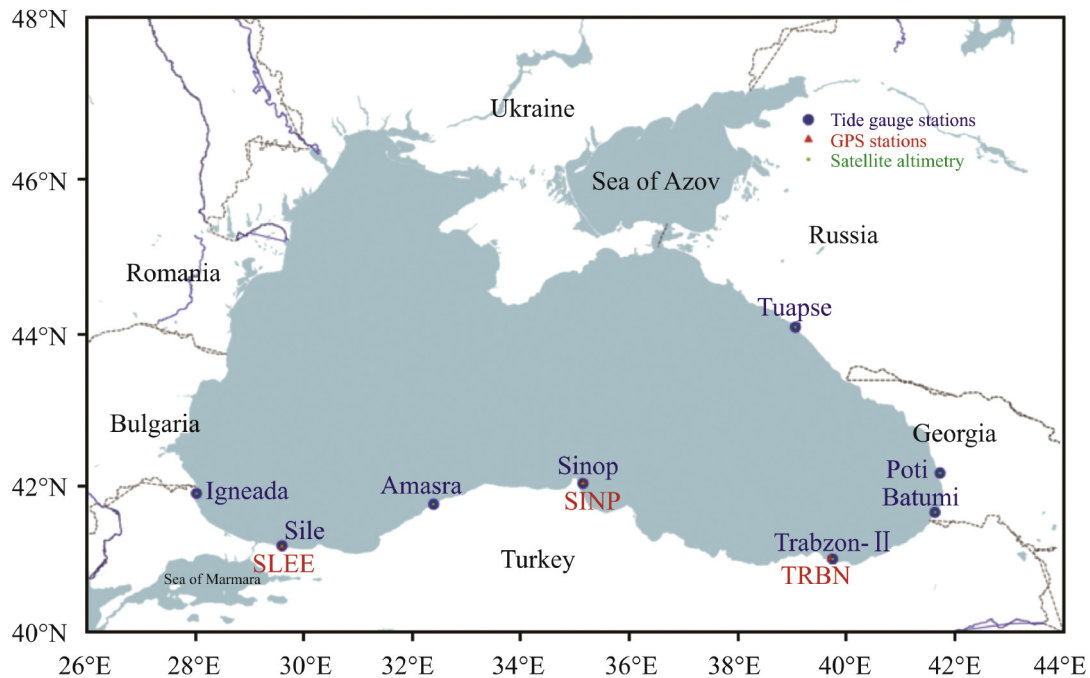 48°N
Ukraine
Tide gauge stations
GPS stations
Satellite altimetry
46°N
Sea of Azov
Russia
Romania
Tuapse
44°N
Bulgaria
Georgia
Sinop
Poti
42°N
Igneada
Amasra
SINP
Batumi
Sile
Trabzon-II
SLEE
Turkey
TRBN
Sea of Marmara
40°N
26°E 28°E 30°E 32°E 34°E 36°E 38°E 40°E 42°E 44°E